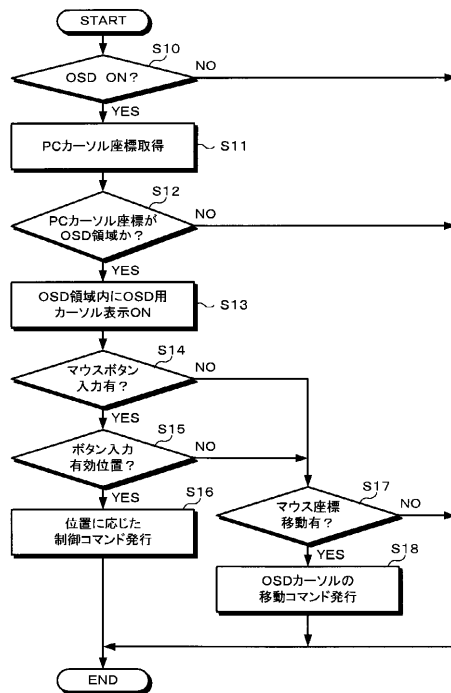 START
S10
OSD ON?
NO
YES
PCカーソル座標取得
S11
S12
PCカーソル座標が
OSD領域か?
NO
YES
OSD領域内にOSD用
カーソル表示ON
S13
S14
マウスボタン
入力有?
NO
YES
S15
ボタン入力
有効位置?
NO
YES
S16
位置に応じた
制御コマンド発行
S17
マウス座標
移動有?
NO
YES
S18
OSDカーソルの
移動コマンド発行
END